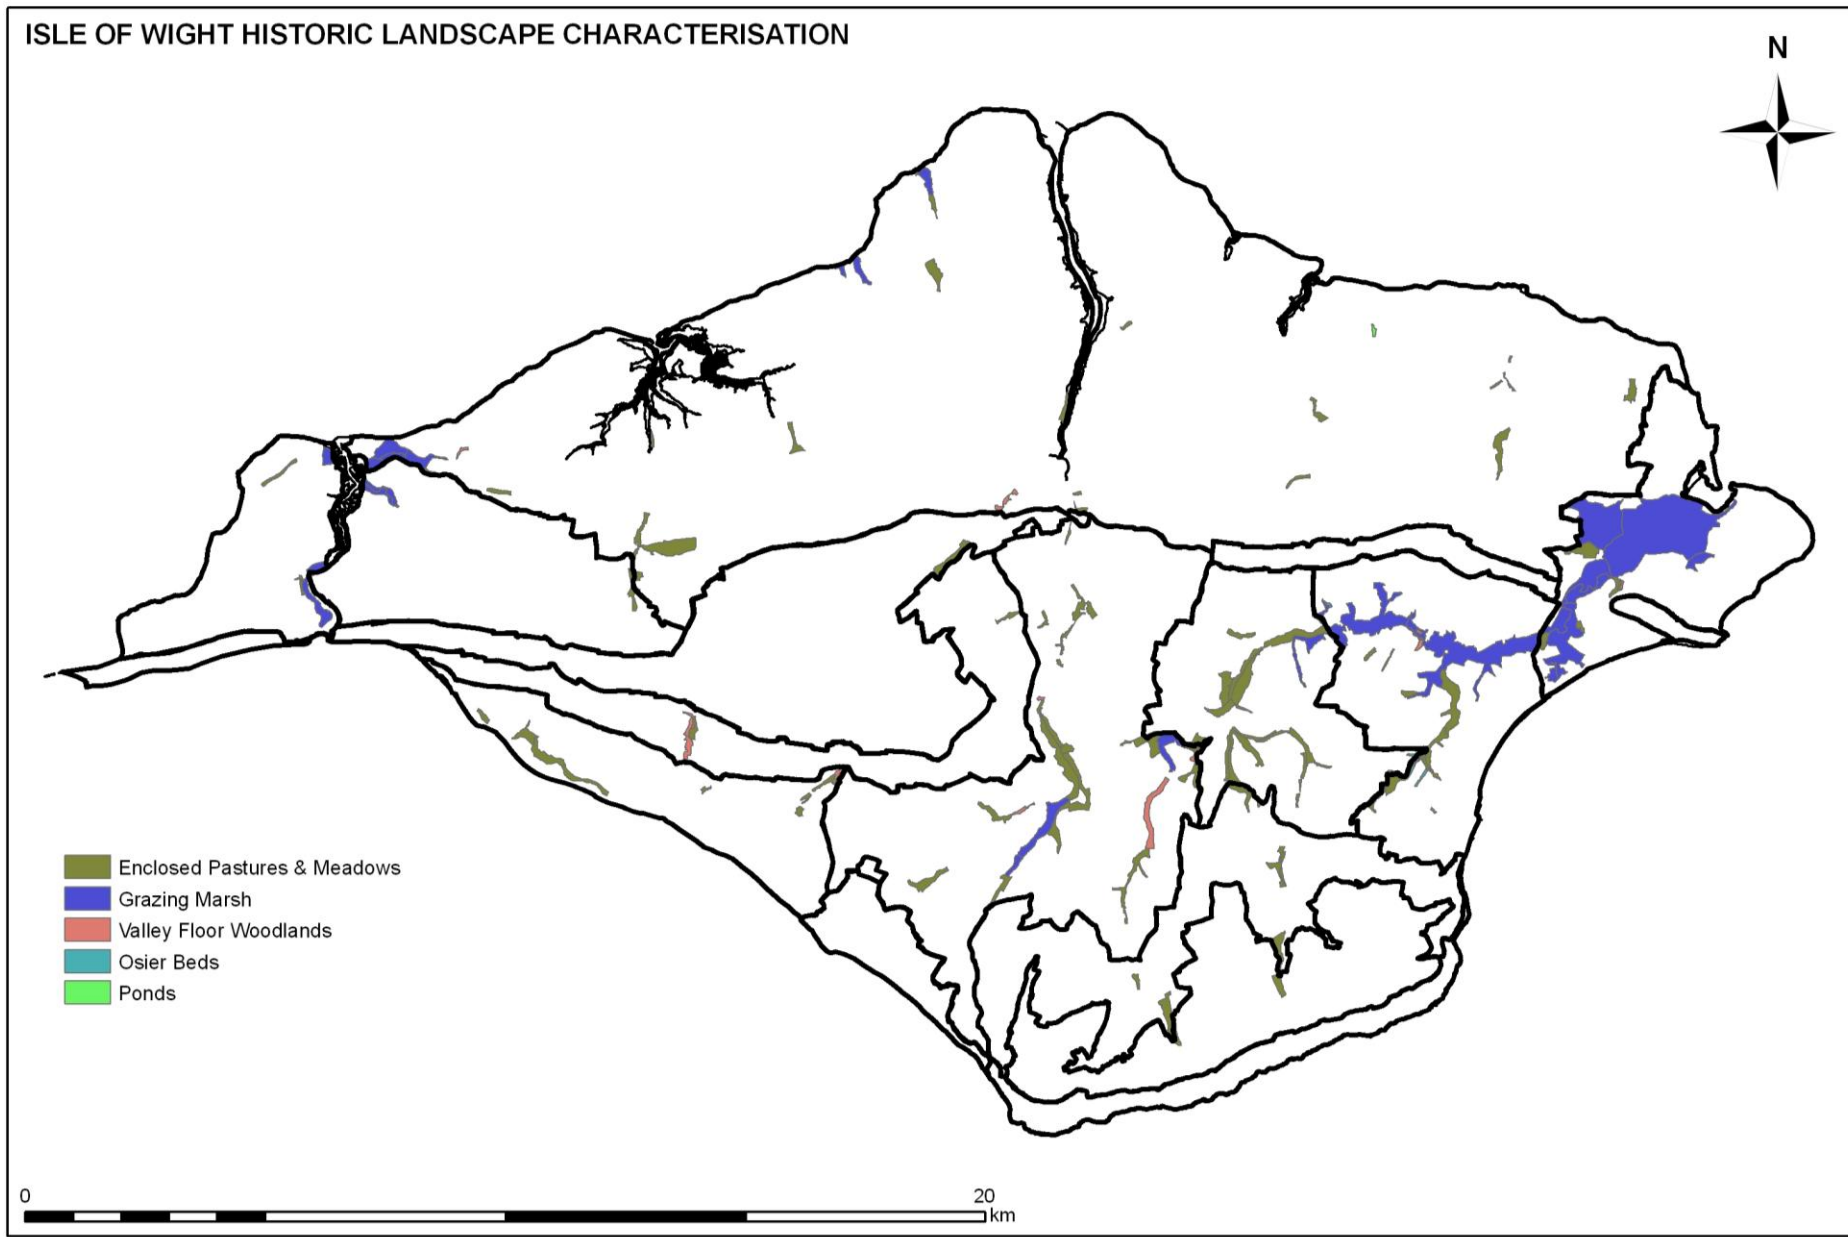 ISLE OF WIGHT HISTORIC LANDSCAPE CHARACTERISATION
N
Enclosed Pastures & Meadows
Grazing Marsh
Valley Floor Woodlands
Osier Beds
Ponds
0 20
km